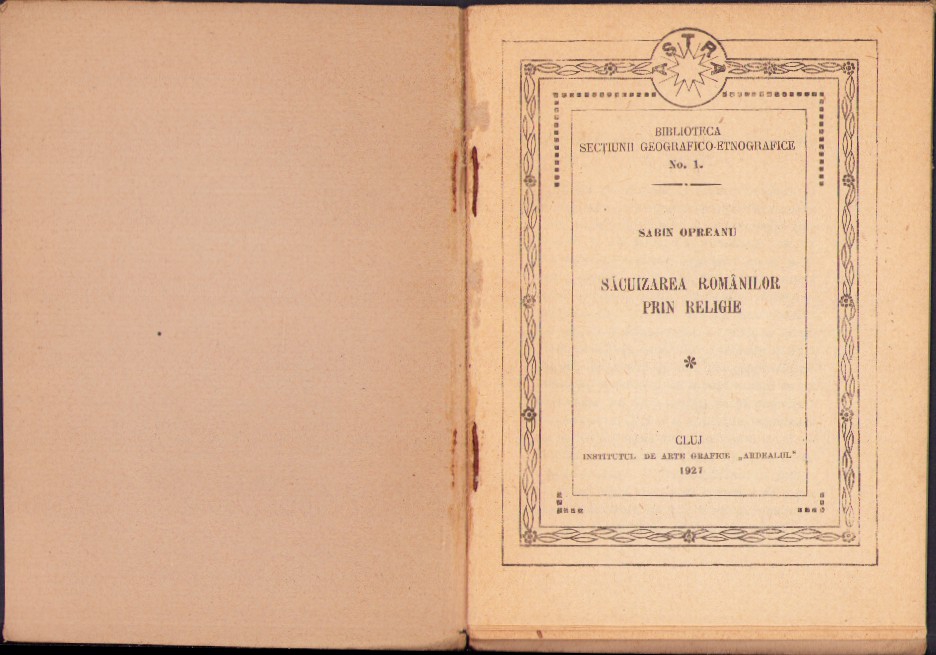 ASTRA
BIBLIOTECA
SECȚIUNII GEOGRAFICO-ETNOGRAFICE
No. 1.
SABIN OPREANU
SĂCUIZAREA ROMÂNILOR
PRIN RELIGIE
CLUJ
INSTITUTUL DE ARTE GRAFICE „ARDEALUL“
1927